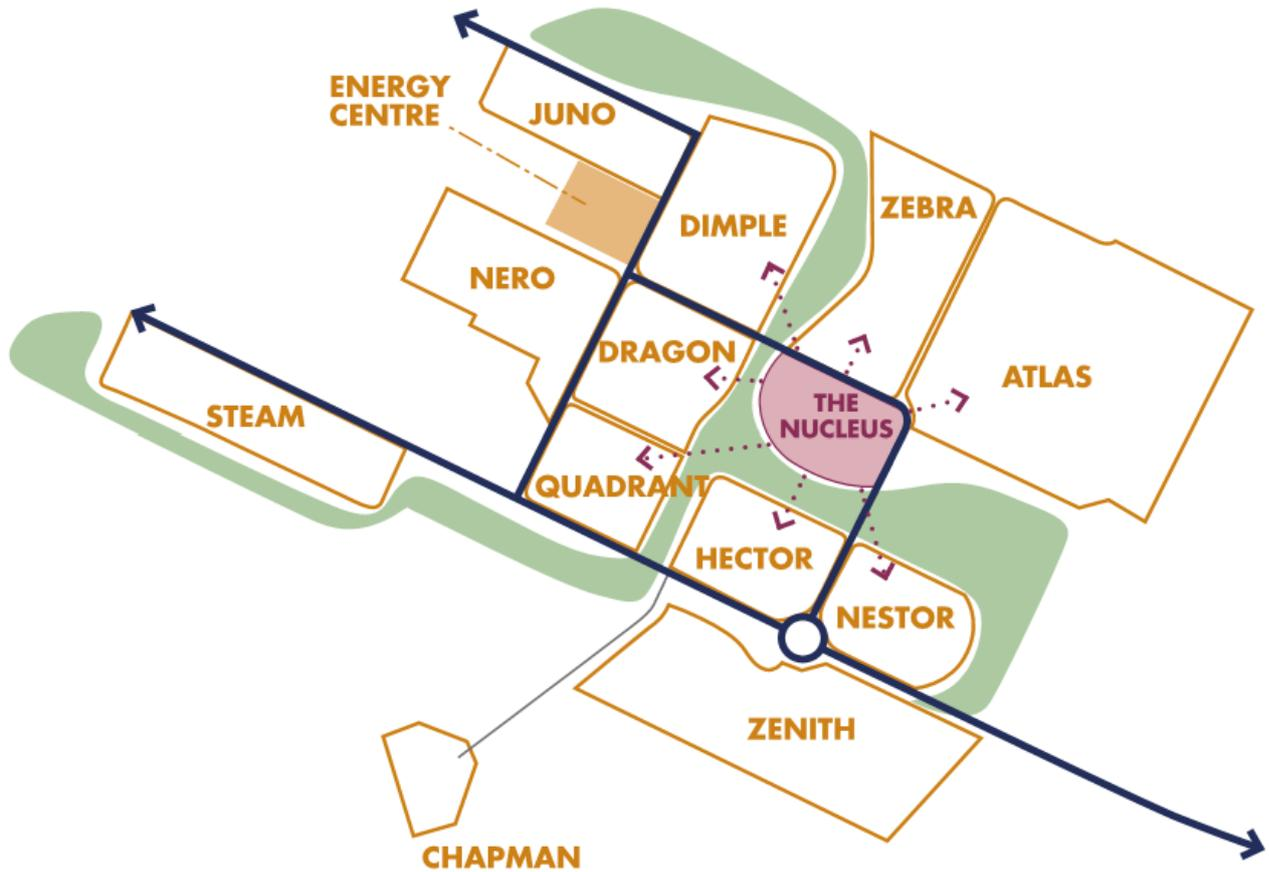 ENERGY
CENTRE
JUNO
DIMPLE
ZEBRA
NERO
DRAGON
ATLAS
THE
NUCLEUS
STEAM
QUADRANT
HECTOR
NESTOR
ZENITH
CHAPMAN